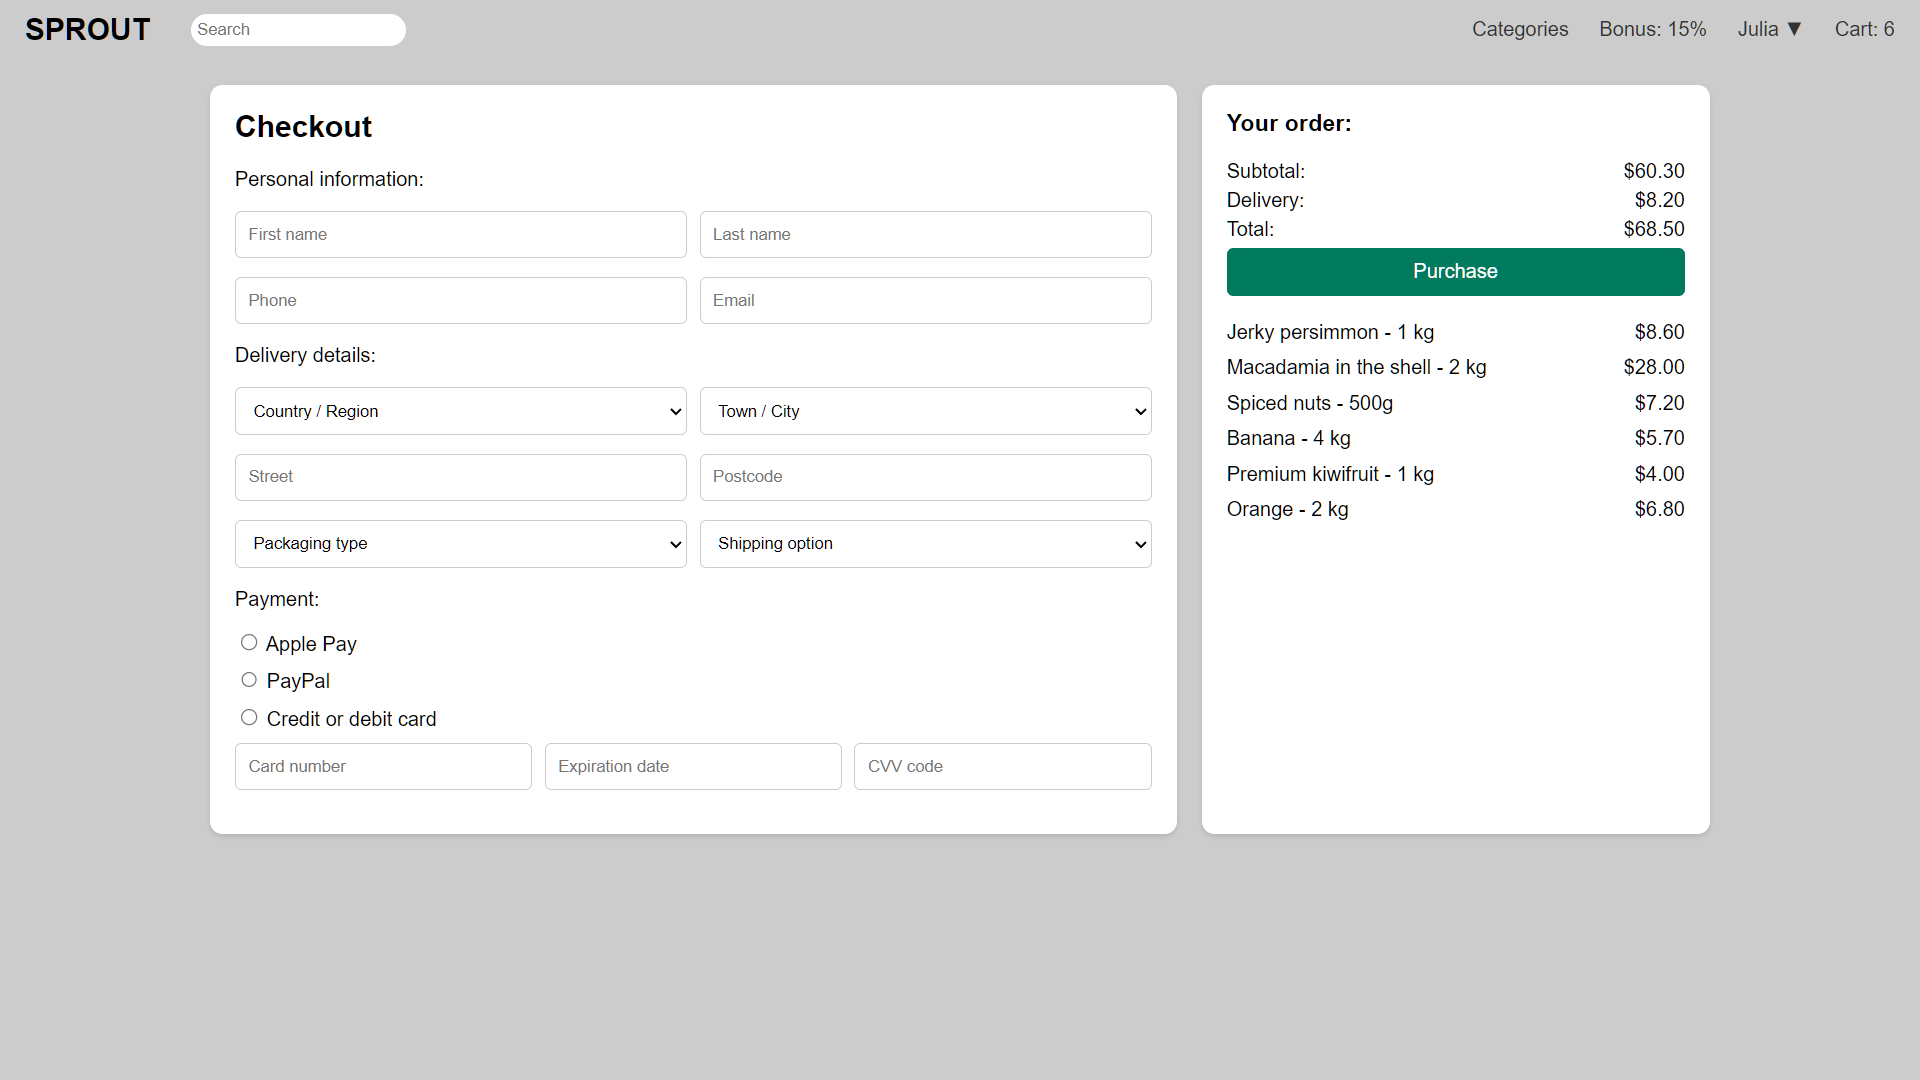 SPROUT
Search
Categories
Bonus: 15%
Julia ▼
Cart: 6
Checkout
Personal information:
First name
Last name
Phone
Email
Delivery details:
Country / Region
Town / City
Street
Postcode
Packaging type
Shipping option
Payment:
Apple Pay
PayPal
Credit or debit card
Card number
Expiration date
CVV code
Your order:
Subtotal: $60.30
Delivery: $8.20
Total: $68.50
Purchase
Jerky persimmon - 1 kg $8.60
Macadamia in the shell - 2 kg $28.00
Spiced nuts - 500g $7.20
Banana - 4 kg $5.70
Premium kiwifruit - 1 kg $4.00
Orange - 2 kg $6.80